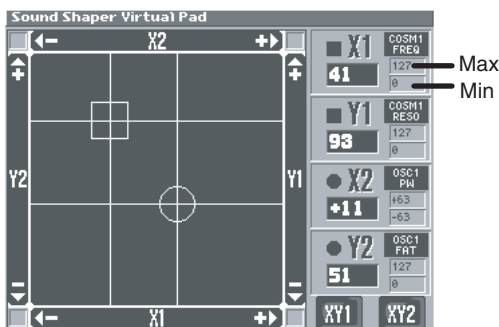 Sound Shaper Virtual Pad
X2
Y2
Y1
X1
X1
COSM1
FREQ
41
127
0
Max
Min
Y1
COSM1
RESO
93
127
0
X2
OSC1
PW
+11
+63
-63
Y2
OSC1
FAT
51
127
0
XY1
XY2